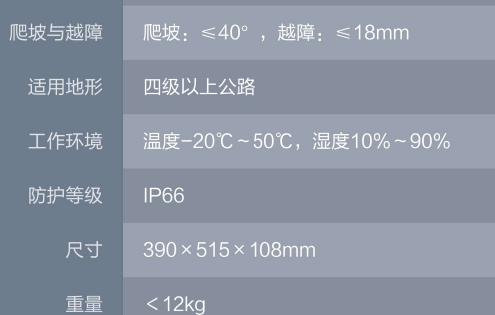 爬坡与越障 爬坡：≤40°，越障：≤18mm
适用地形 四级以上公路
工作环境 温度-20℃~50℃，湿度10%~90%
防护等级 IP66
尺寸 390×515×108mm
重量 <12kg